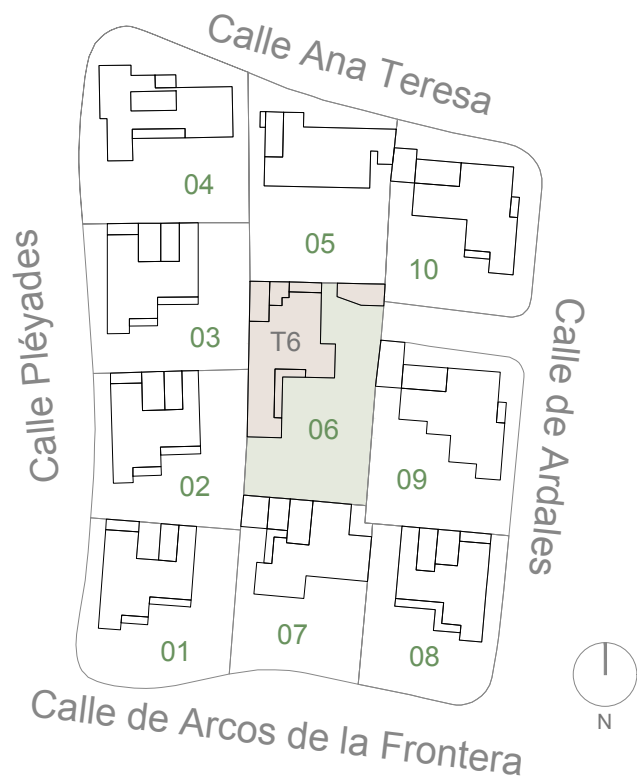 Calle Ana Teresa
04
05
10
Calle Pléyades
03
T6
Calle de Ardales
06
02
09
01
07
08
N
Calle de Arcos de la Frontera